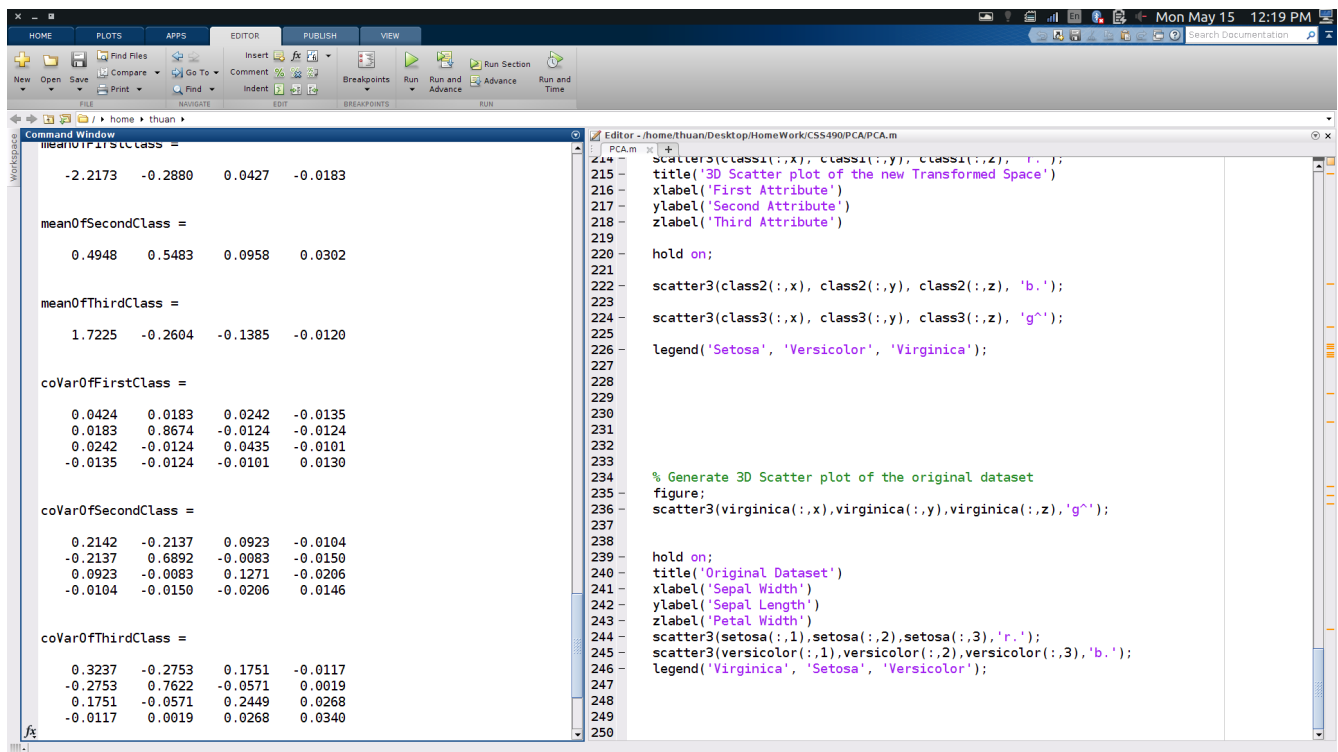 En Mon May 15 12:19 PM
HOME PLOTS APPS EDITOR PUBLISH VIEW
Search Documentation
New Open Save
Find Files
Compare
Print
Go To
Find
Insert fx
Comment %
Indent
Breakpoints
Run
Run and Advance
Run Section
Advance
Run and Time
FILE NAVIGATE EDIT BREAKPOINTS RUN
/ home thuan
Workspace
Command Window
meanOfFirstClass =
-2.2173 -0.2880 0.0427 -0.0183
meanOfSecondClass =
0.4948 0.5483 0.0958 0.0302
meanOfThirdClass =
1.7225 -0.2604 -0.1385 -0.0120
coVarOfFirstClass =
0.0424 0.0183 0.0242 -0.0135
0.0183 0.8674 -0.0124 -0.0124
0.0242 -0.0124 0.0435 -0.0101
-0.0135 -0.0124 -0.0101 0.0130
coVarOfSecondClass =
0.2142 -0.2137 0.0923 -0.0104
-0.2137 0.6892 -0.0083 -0.0150
0.0923 -0.0083 0.1271 -0.0206
-0.0104 -0.0150 -0.0206 0.0146
coVarOfThirdClass =
0.3237 -0.2753 0.1751 -0.0117
-0.2753 0.7622 -0.0571 0.0019
0.1751 -0.0571 0.2449 0.0268
-0.0117 0.0019 0.0268 0.0340
fx
Editor - /home/thuan/Desktop/HomeWork/CSS490/PCA/PCA.m
PCA.m × +
214 – scatter3(class1(:,x), class1(:,y), class1(:,z), 'r.');
215 – title('3D Scatter plot of the new Transformed Space')
216 – xlabel('First Attribute')
217 – ylabel('Second Attribute')
218 – zlabel('Third Attribute')
219
220 – hold on;
221
222 – scatter3(class2(:,x), class2(:,y), class2(:,z), 'b.');
223
224 – scatter3(class3(:,x), class3(:,y), class3(:,z), 'g^');
225
226 – legend('Setosa', 'Versicolor', 'Virginica');
227
228
229
230
231
232
233
234 % Generate 3D Scatter plot of the original dataset
235 – figure;
236 – scatter3(virginica(:,x),virginica(:,y),virginica(:,z),'g^');
237
238
239 – hold on;
240 – title('Original Dataset')
241 – xlabel('Sepal Width')
242 – ylabel('Sepal Length')
243 – zlabel('Petal Width')
244 – scatter3(setosa(:,1),setosa(:,2),setosa(:,3),'r.');
245 – scatter3(versicolor(:,1),versicolor(:,2),versicolor(:,3),'b.');
246 – legend('Virginica', 'Setosa', 'Versicolor');
247
248
249
250